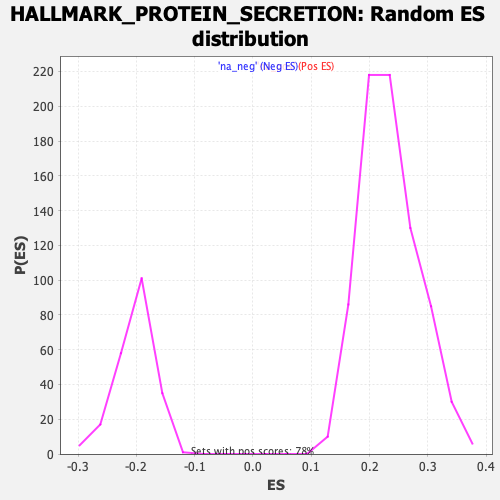 HALLMARK_PROTEIN_SECRETION: Random ES
distribution
'na_neg' (Neg ES)(Pos ES)
220
200
180
160
140
120
100
80
60
40
20
0
P(ES)
Sets with pos scores: 78%
-0.3 -0.2 -0.1 0.0 0.1 0.2 0.3 0.4
ES